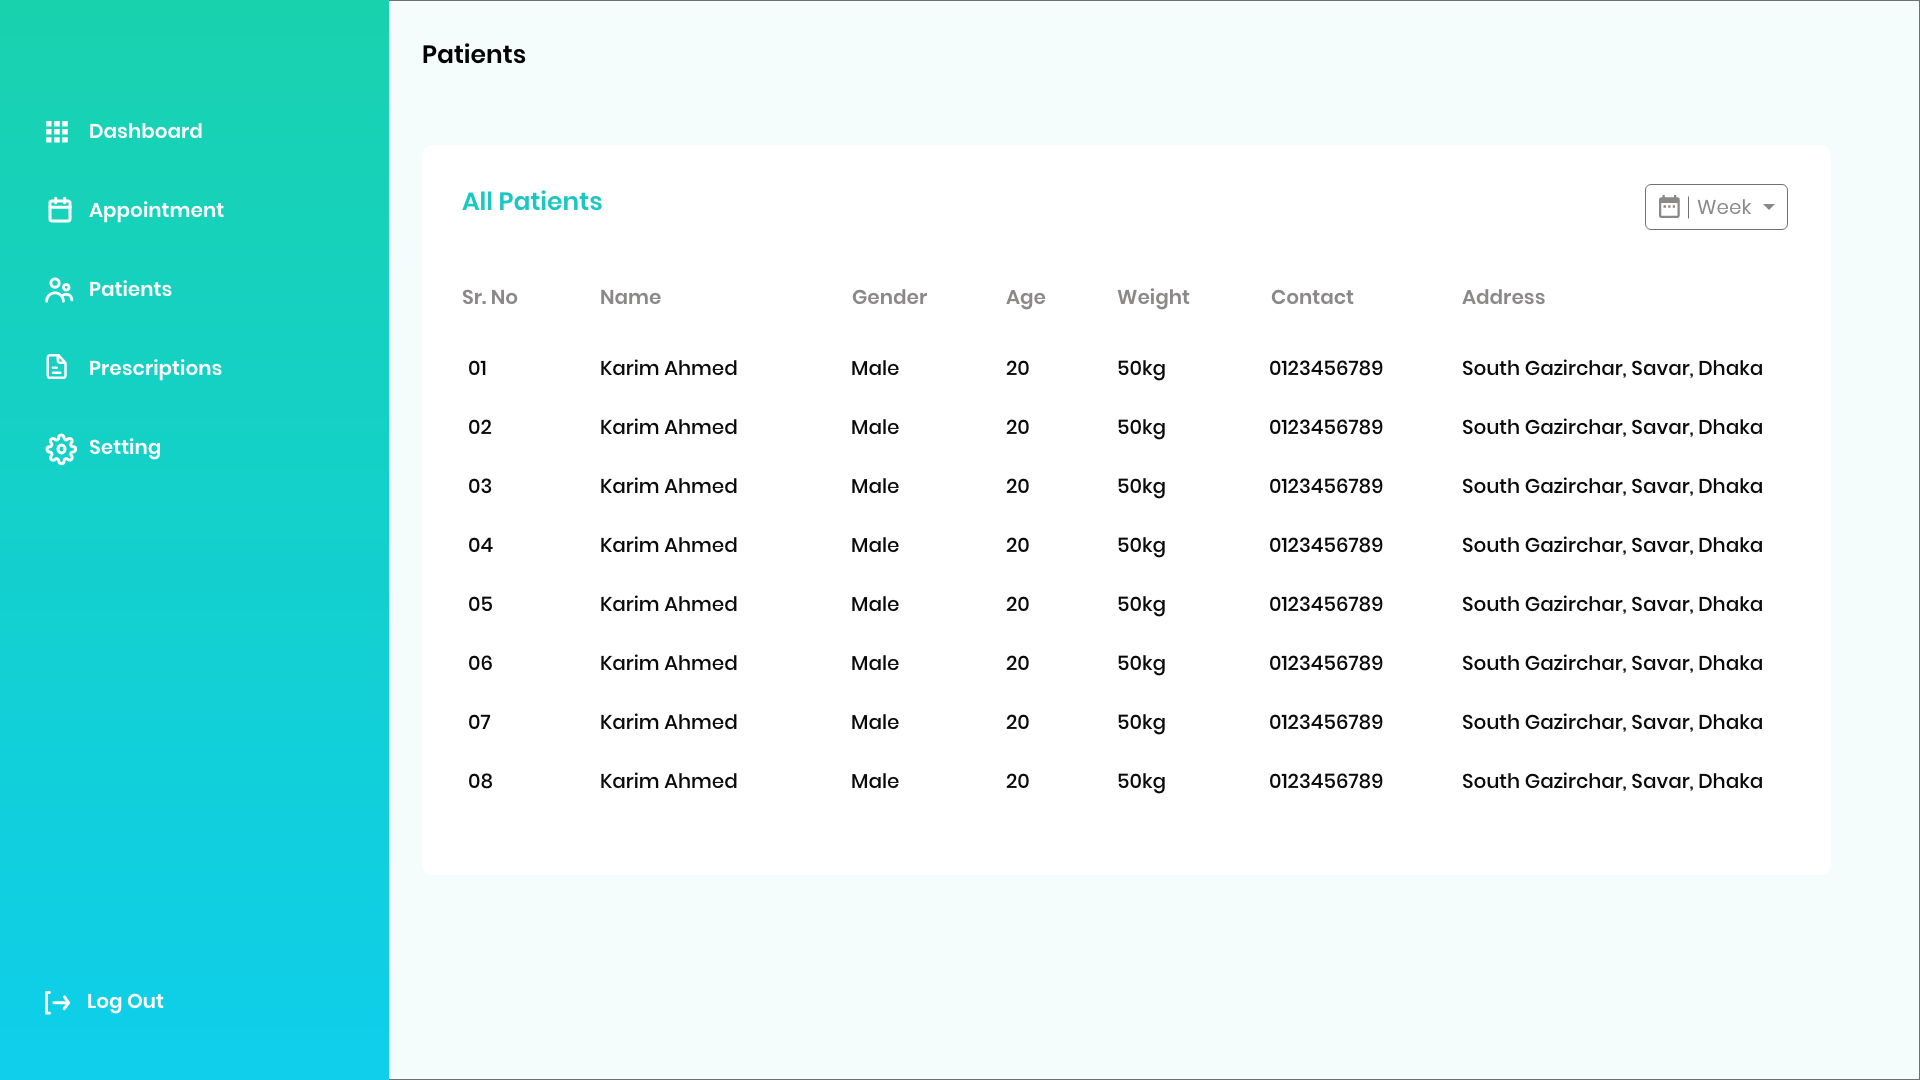 Patients
Dashboard
Appointment
Patients
Prescriptions
Setting
Log Out
All Patients
Week
Sr. No Name Gender Age Weight Contact Address
01 Karim Ahmed Male 20 50kg 0123456789 South Gazirchar, Savar, Dhaka
02 Karim Ahmed Male 20 50kg 0123456789 South Gazirchar, Savar, Dhaka
03 Karim Ahmed Male 20 50kg 0123456789 South Gazirchar, Savar, Dhaka
04 Karim Ahmed Male 20 50kg 0123456789 South Gazirchar, Savar, Dhaka
05 Karim Ahmed Male 20 50kg 0123456789 South Gazirchar, Savar, Dhaka
06 Karim Ahmed Male 20 50kg 0123456789 South Gazirchar, Savar, Dhaka
07 Karim Ahmed Male 20 50kg 0123456789 South Gazirchar, Savar, Dhaka
08 Karim Ahmed Male 20 50kg 0123456789 South Gazirchar, Savar, Dhaka